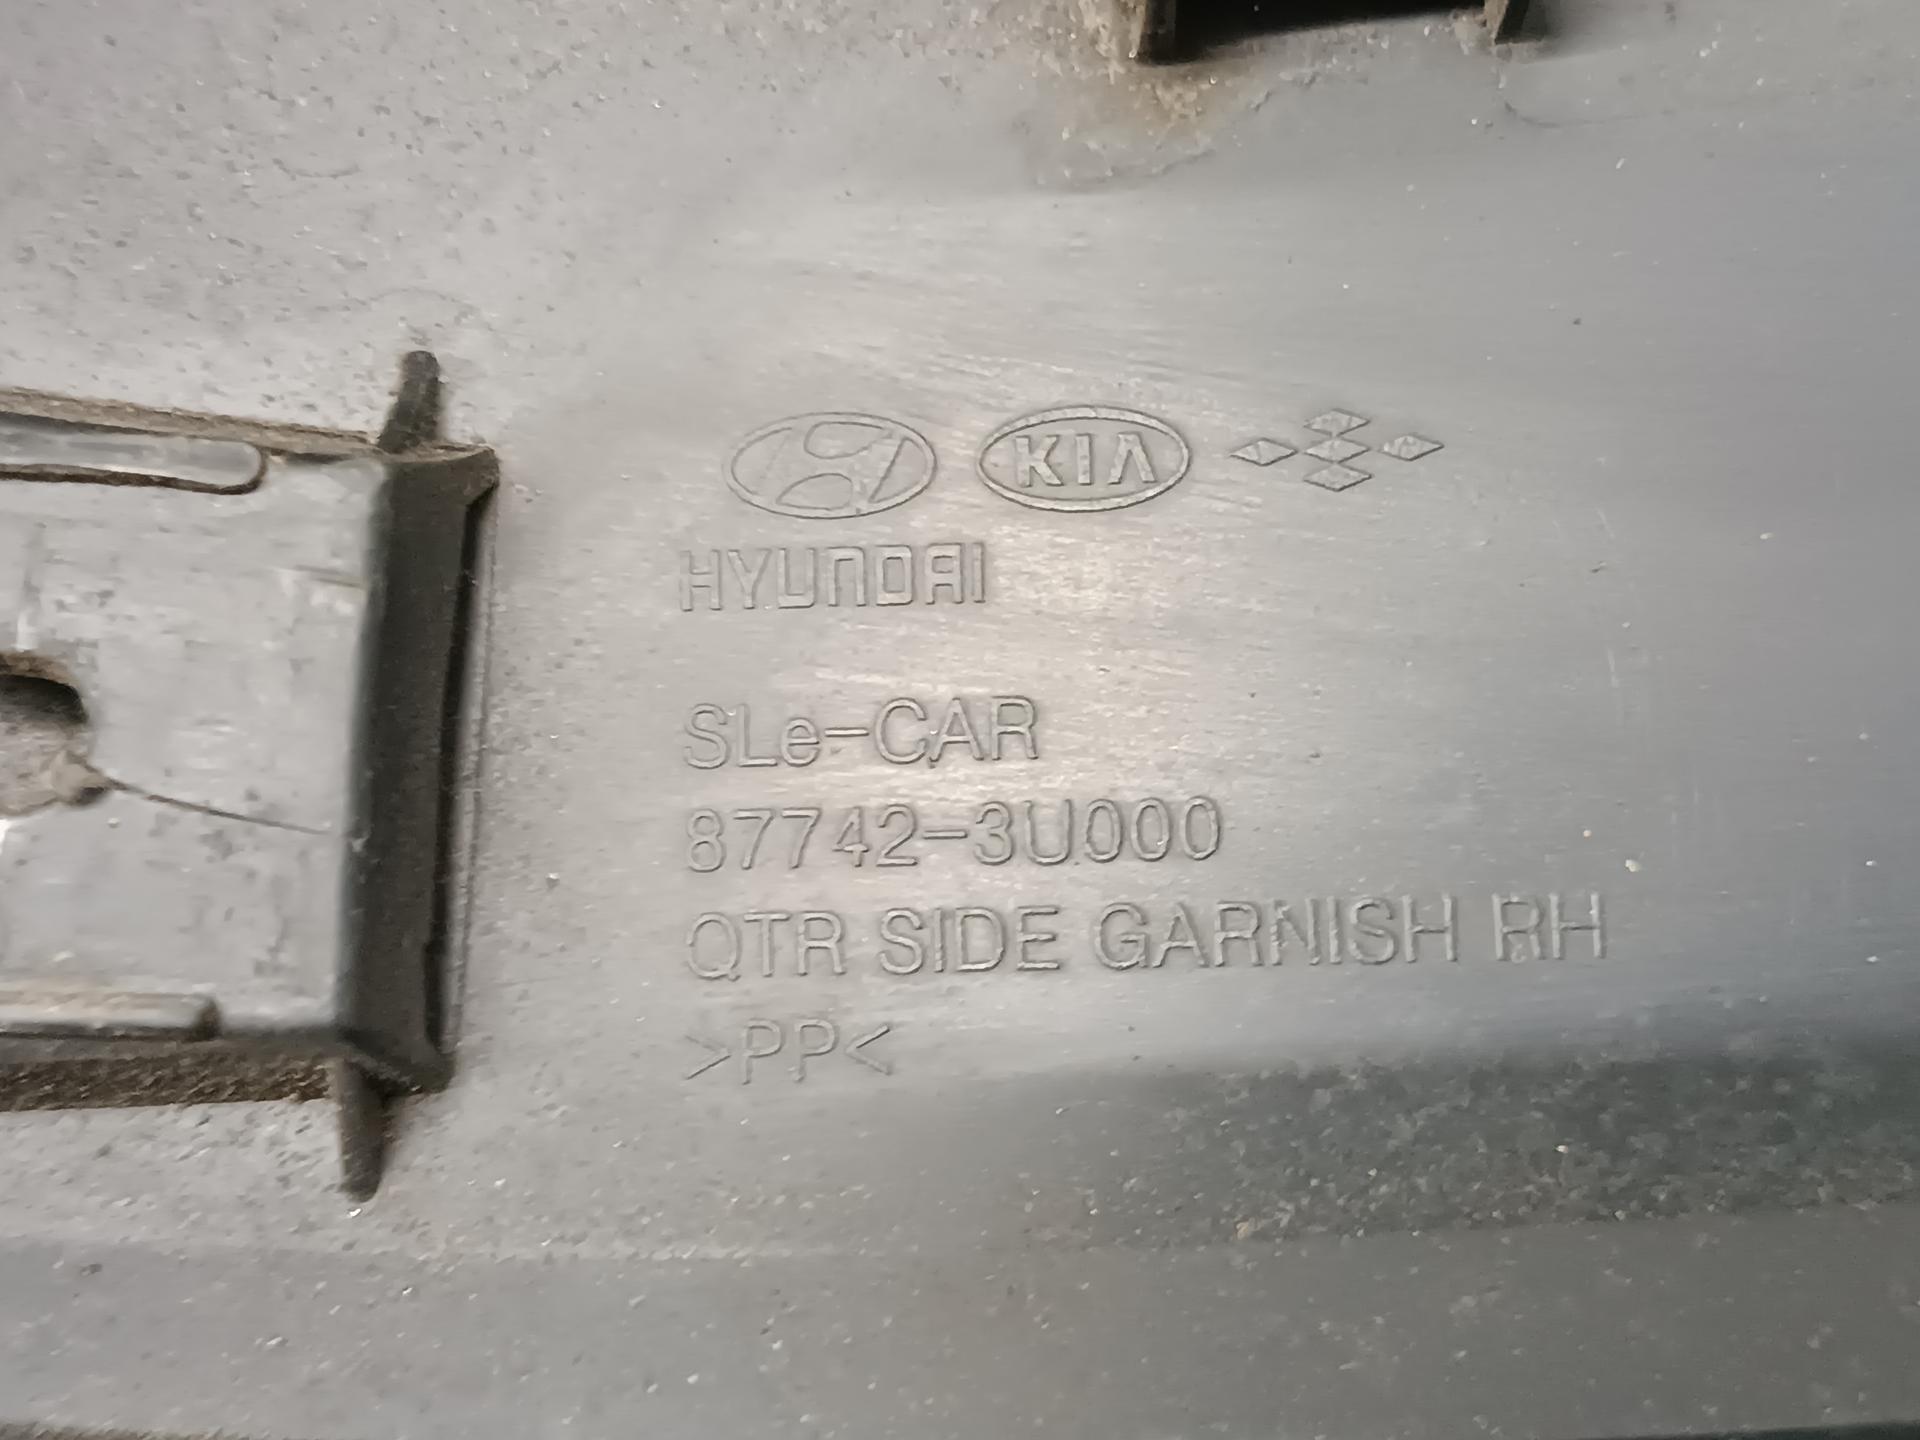 KIA
HYUNDAI
SLe-CAR
87742-3U000
QTR SIDE GARNISH RH
>PP<